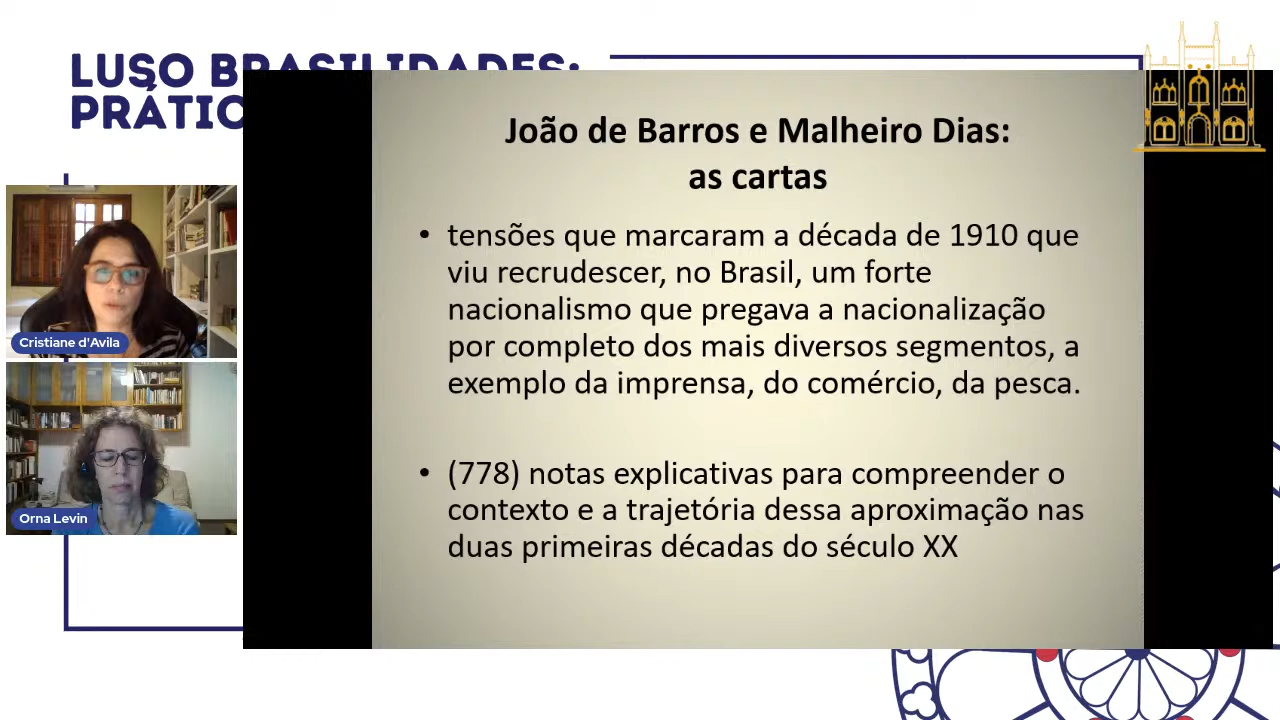 LUSO BRASILIDADES:
PRÁTIC
João de Barros e Malheiro Dias:
as cartas
• tensões que marcaram a década de 1910 que
viu recrudescer, no Brasil, um forte
nacionalismo que pregava a nacionalização
por completo dos mais diversos segmentos, a
exemplo da imprensa, do comércio, da pesca.
• (778) notas explicativas para compreender o
contexto e a trajetória dessa aproximação nas
duas primeiras décadas do século XX
Cristiane d'Avila
Orna Levin